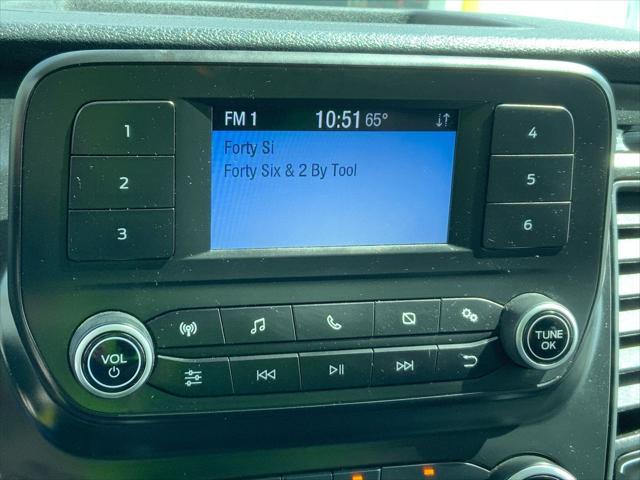 FM 1 10:51 65°
Forty Si
Forty Six & 2 By Tool
1
2
3
4
5
6
VOL
TUNE
OK